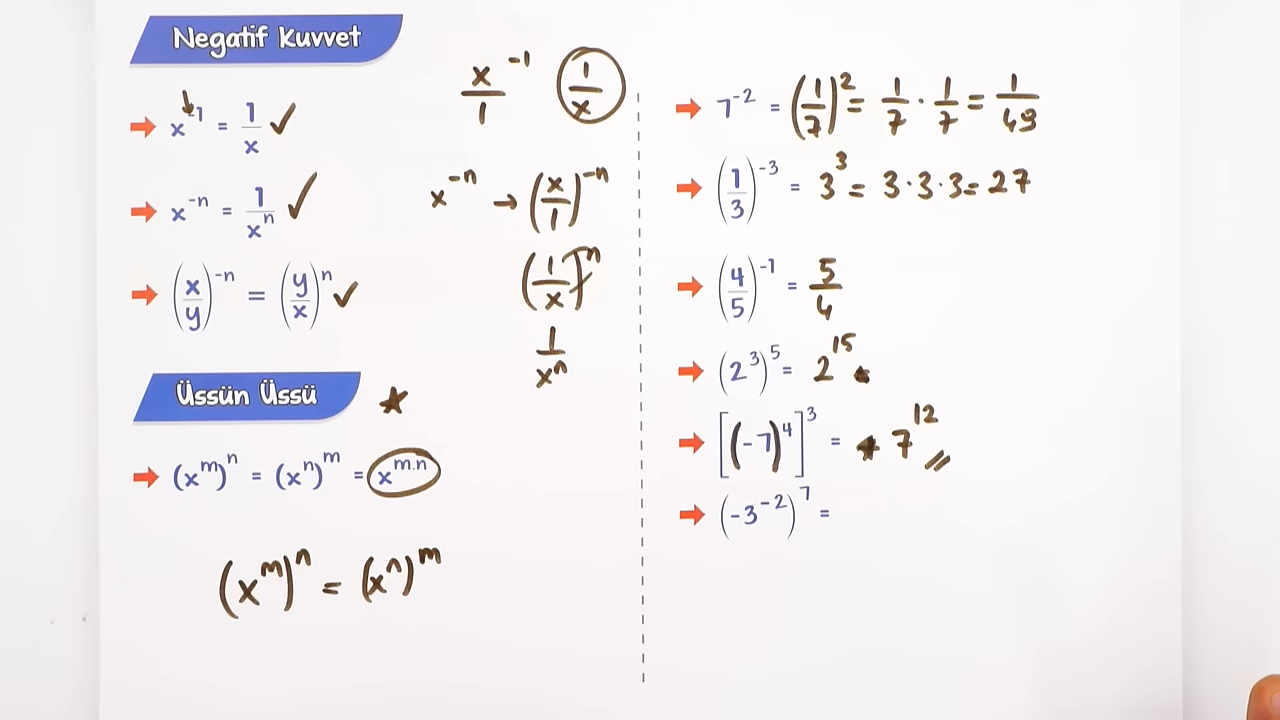 Negatif Kuvvet
x⁻¹ = 1/x ✓
x⁻ⁿ = 1/xⁿ ✓
(x/y)⁻ⁿ = (y/x)ⁿ ✓
x/1 ⁻¹ 1/x
x⁻ⁿ → (x/1)⁻ⁿ
(1/x)ⁿ
1/xⁿ
Üssün Üssü ★
(xᵐ)ⁿ = (xⁿ)ᵐ = xᵐ·ⁿ
(xᵐ)ⁿ = (xⁿ)ᵐ
7⁻² = (1/7)² = 1/7 · 1/7 = 1/49
(1/3)⁻³ = 3³ = 3·3·3 = 27
(4/5)⁻¹ = 5/4
(2³)⁵ = 2¹⁵
[(-7)⁴]³ = 7¹²
(-3⁻²)⁷ =